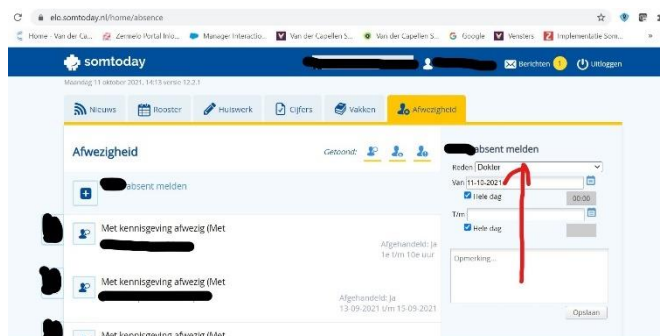 elo.somtoday.nl/home/absence
Home - Van der Ca... Zermelo Portal Inlo... Manager Interactio... Van der Capellen S... Van der Capellen S... Google Vensters Implementatie Som... »
somtoday
Berichten 1 Uitloggen
Maandag 11 oktober 2021, 14:13 versie 12.2.1
Nieuws Rooster Huiswerk Cijfers Vakken Afwezigheid
Afwezigheid Getoond:
absent melden
absent melden
Reden Dokter
Van 11-10-2021
Hele dag 00:00
T/m
Hele dag
Opmerking...
Opslaan
Met kennisgeving afwezig (Met
Afgehandeld: Ja
1e t/m 10e uur
Met kennisgeving afwezig (Met
Afgehandeld: Ja
13-09-2021 t/m 15-09-2021
Met kennisgeving afwezig (Met